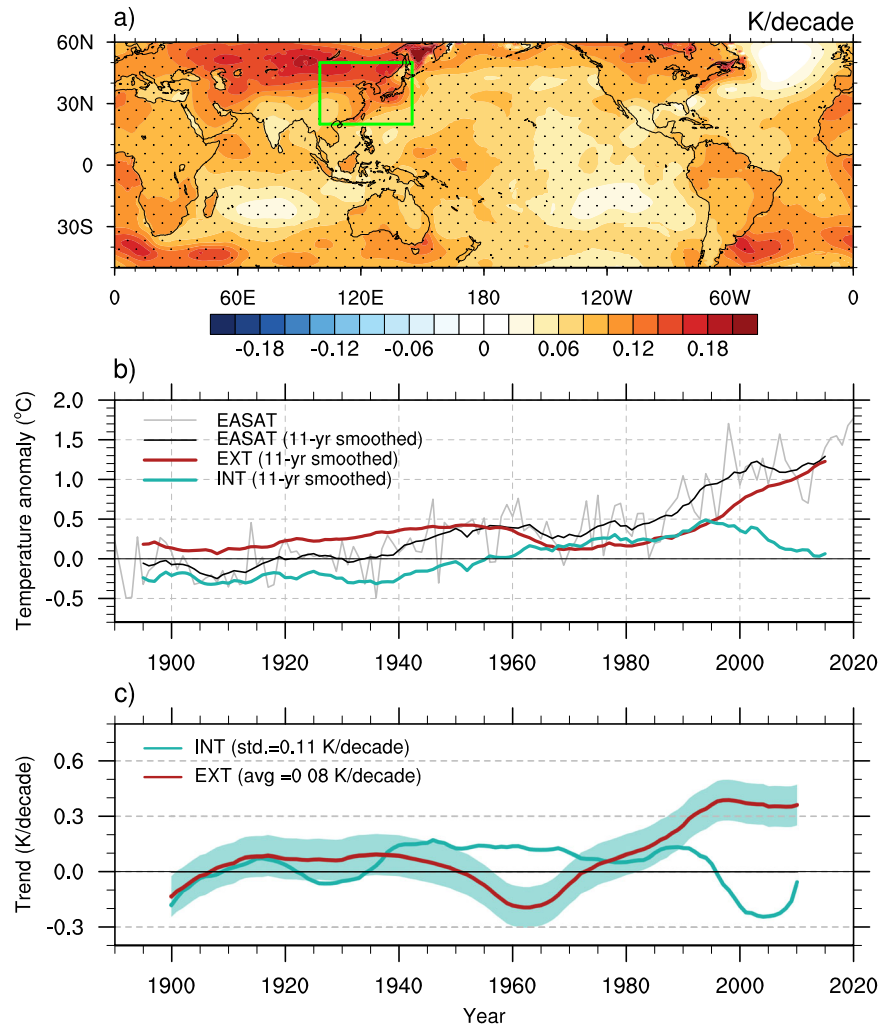 a)
K/decade
60N
30N
0
30S
0 60E 120E 180 120W 60W 0
-0.18 -0.12 -0.06 0 0.06 0.12 0.18
b)
Temperature anomaly (°C)
2.0
1.5
1.0
0.5
0.0
-0.5
EASAT
EASAT (11-yr smoothed)
EXT (11-yr smoothed)
INT (11-yr smoothed)
1900 1920 1940 1960 1980 2000 2020
c)
Trend (K/decade)
0.6
0.3
0.0
-0.3
INT (std.=0.11 K/decade)
EXT (avg =0 08 K/decade)
1900 1920 1940 1960 1980 2000 2020
Year